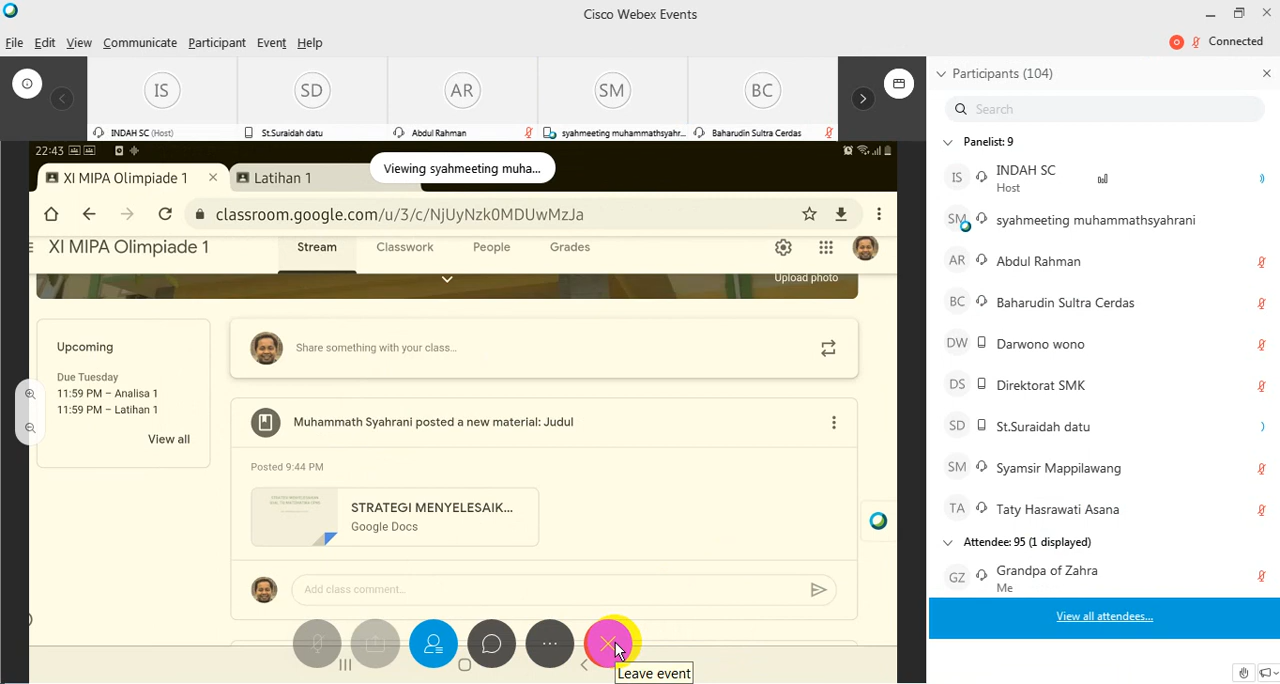 Cisco Webex Events
File Edit View Communicate Participant Event Help
Connected
IS SD AR SM BC
INDAH SC (Host) St.Suraidah datu Abdul Rahman syahmeeting muhammathsyahr... Baharudin Sultra Cerdas
22:43
Viewing syahmeeting muha...
XI MIPA Olimpiade 1 Latihan 1
classroom.google.com/u/3/c/NjUyNzk0MDUwMzJa
XI MIPA Olimpiade 1 Stream Classwork People Grades
Upload photo
Upcoming
Due Tuesday
11:59 PM – Analisa 1
11:59 PM – Latihan 1
View all
Share something with your class...
Muhammath Syahrani posted a new material: Judul
Posted 9:44 PM
STRATEGI MENYELESAIK...
Google Docs
Add class comment...
Leave event
Participants (104)
Search
Panelist: 9
IS INDAH SC
Host
SM syahmeeting muhammathsyahrani
AR Abdul Rahman
BC Baharudin Sultra Cerdas
DW Darwono wono
DS Direktorat SMK
SD St.Suraidah datu
SM Syamsir Mappilawang
TA Taty Hasrawati Asana
Attendee: 95 (1 displayed)
GZ Grandpa of Zahra
Me
View all attendees...